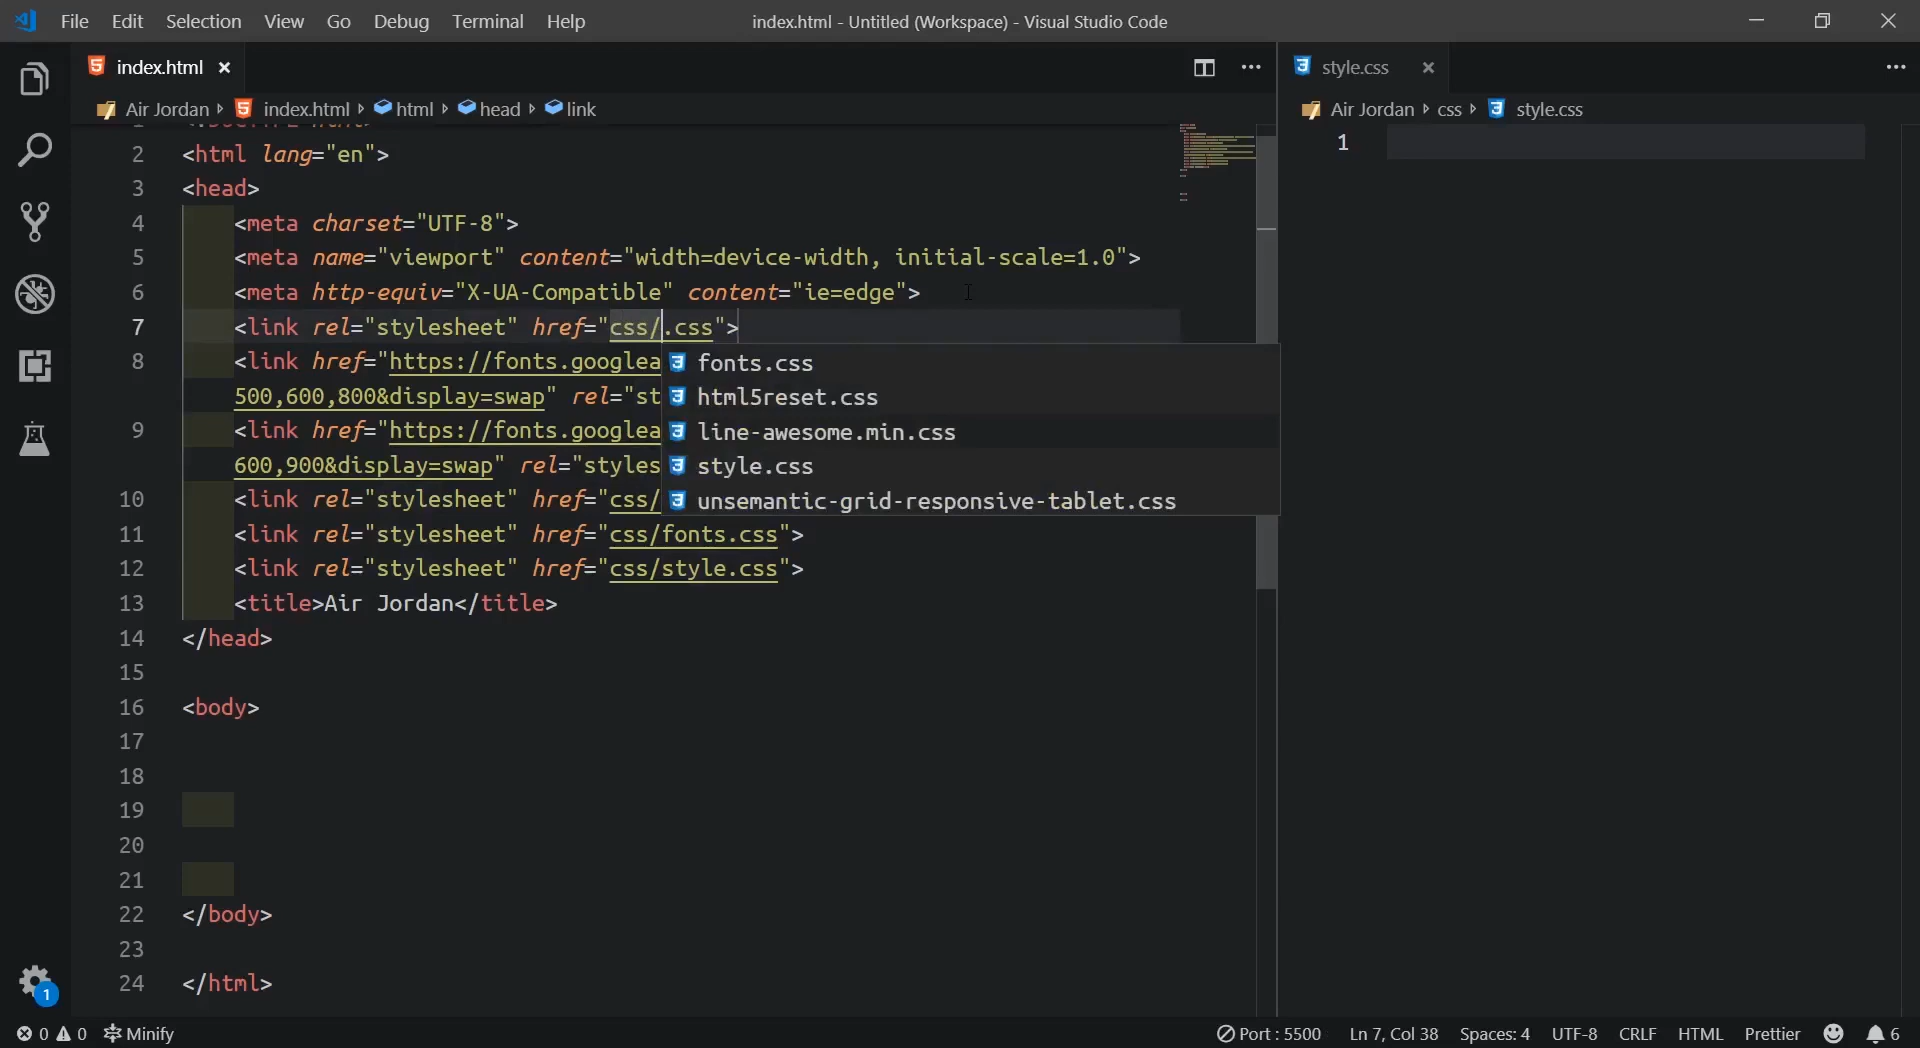 File Edit Selection View Go Debug Terminal Help
index.html - Untitled (Workspace) - Visual Studio Code
index.html
style.css
Air Jordan index.html html head link
Air Jordan css style.css
1
2 <html lang="en">
3 <head>
4 <meta charset="UTF-8">
5 <meta name="viewport" content="width=device-width, initial-scale=1.0">
6 <meta http-equiv="X-UA-Compatible" content="ie=edge">
7 <link rel="stylesheet" href="css/.css">
8 <link href="https://fonts.googlea
fonts.css
500,600,800&display=swap" rel="st
html5reset.css
9 <link href="https://fonts.googlea
line-awesome.min.css
600,900&display=swap" rel="styles
style.css
10 <link rel="stylesheet" href="css/
unsemantic-grid-responsive-tablet.css
11 <link rel="stylesheet" href="css/fonts.css">
12 <link rel="stylesheet" href="css/style.css">
13 <title>Air Jordan</title>
14 </head>
15
16 <body>
17
18
19
20
21
22 </body>
23
24 </html>
1
0 0 Minify
Port : 5500 Ln 7, Col 38 Spaces: 4 UTF-8 CRLF HTML Prettier 6